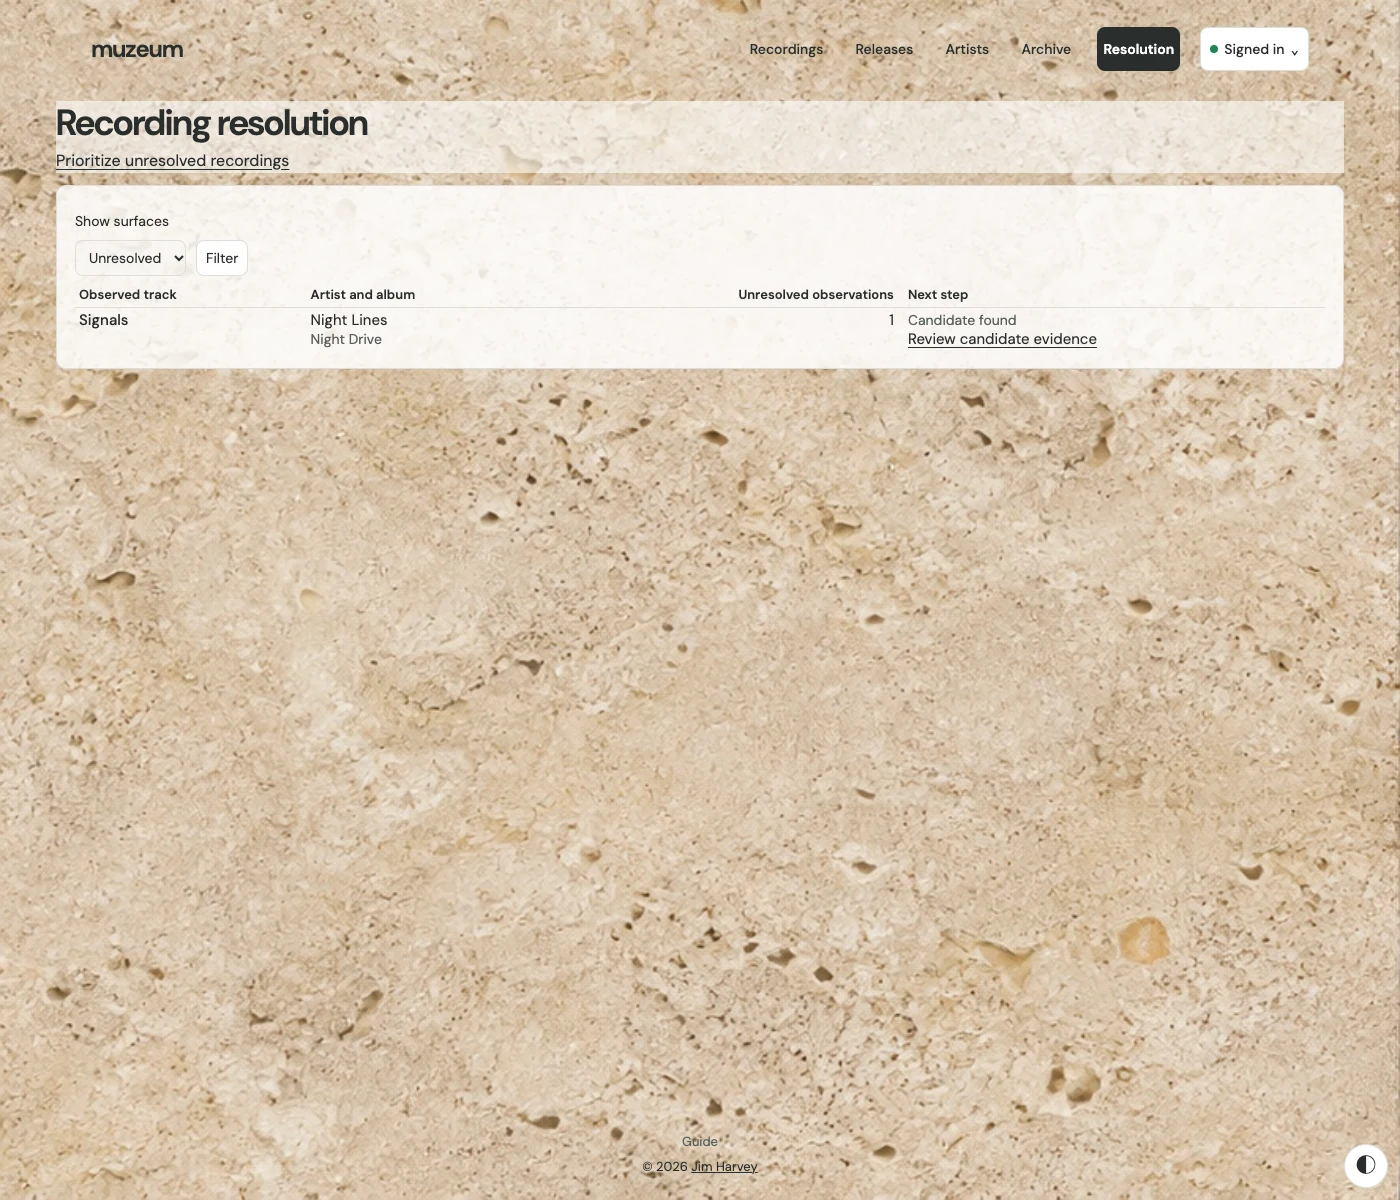 muzeum
Recordings Releases Artists Archive Resolution Signed in
Recording resolution
Prioritize unresolved recordings
Show surfaces
Unresolved Filter
Observed track Artist and album Unresolved observations Next step
Signals Night Lines 1 Candidate found
Night Drive Review candidate evidence
Guide
© 2026 Jim Harvey